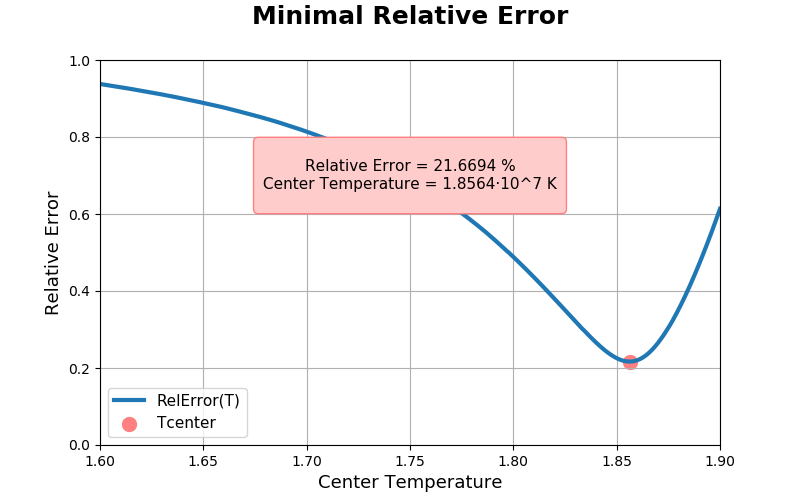 Minimal Relative Error
1.0
0.8
0.6
0.4
0.2
0.0
Relative Error
Relative Error = 21.6694 %
Center Temperature = 1.8564·10^7 K
RelError(T)
Tcenter
1.60
1.65
1.70
1.75
1.80
1.85
1.90
Center Temperature